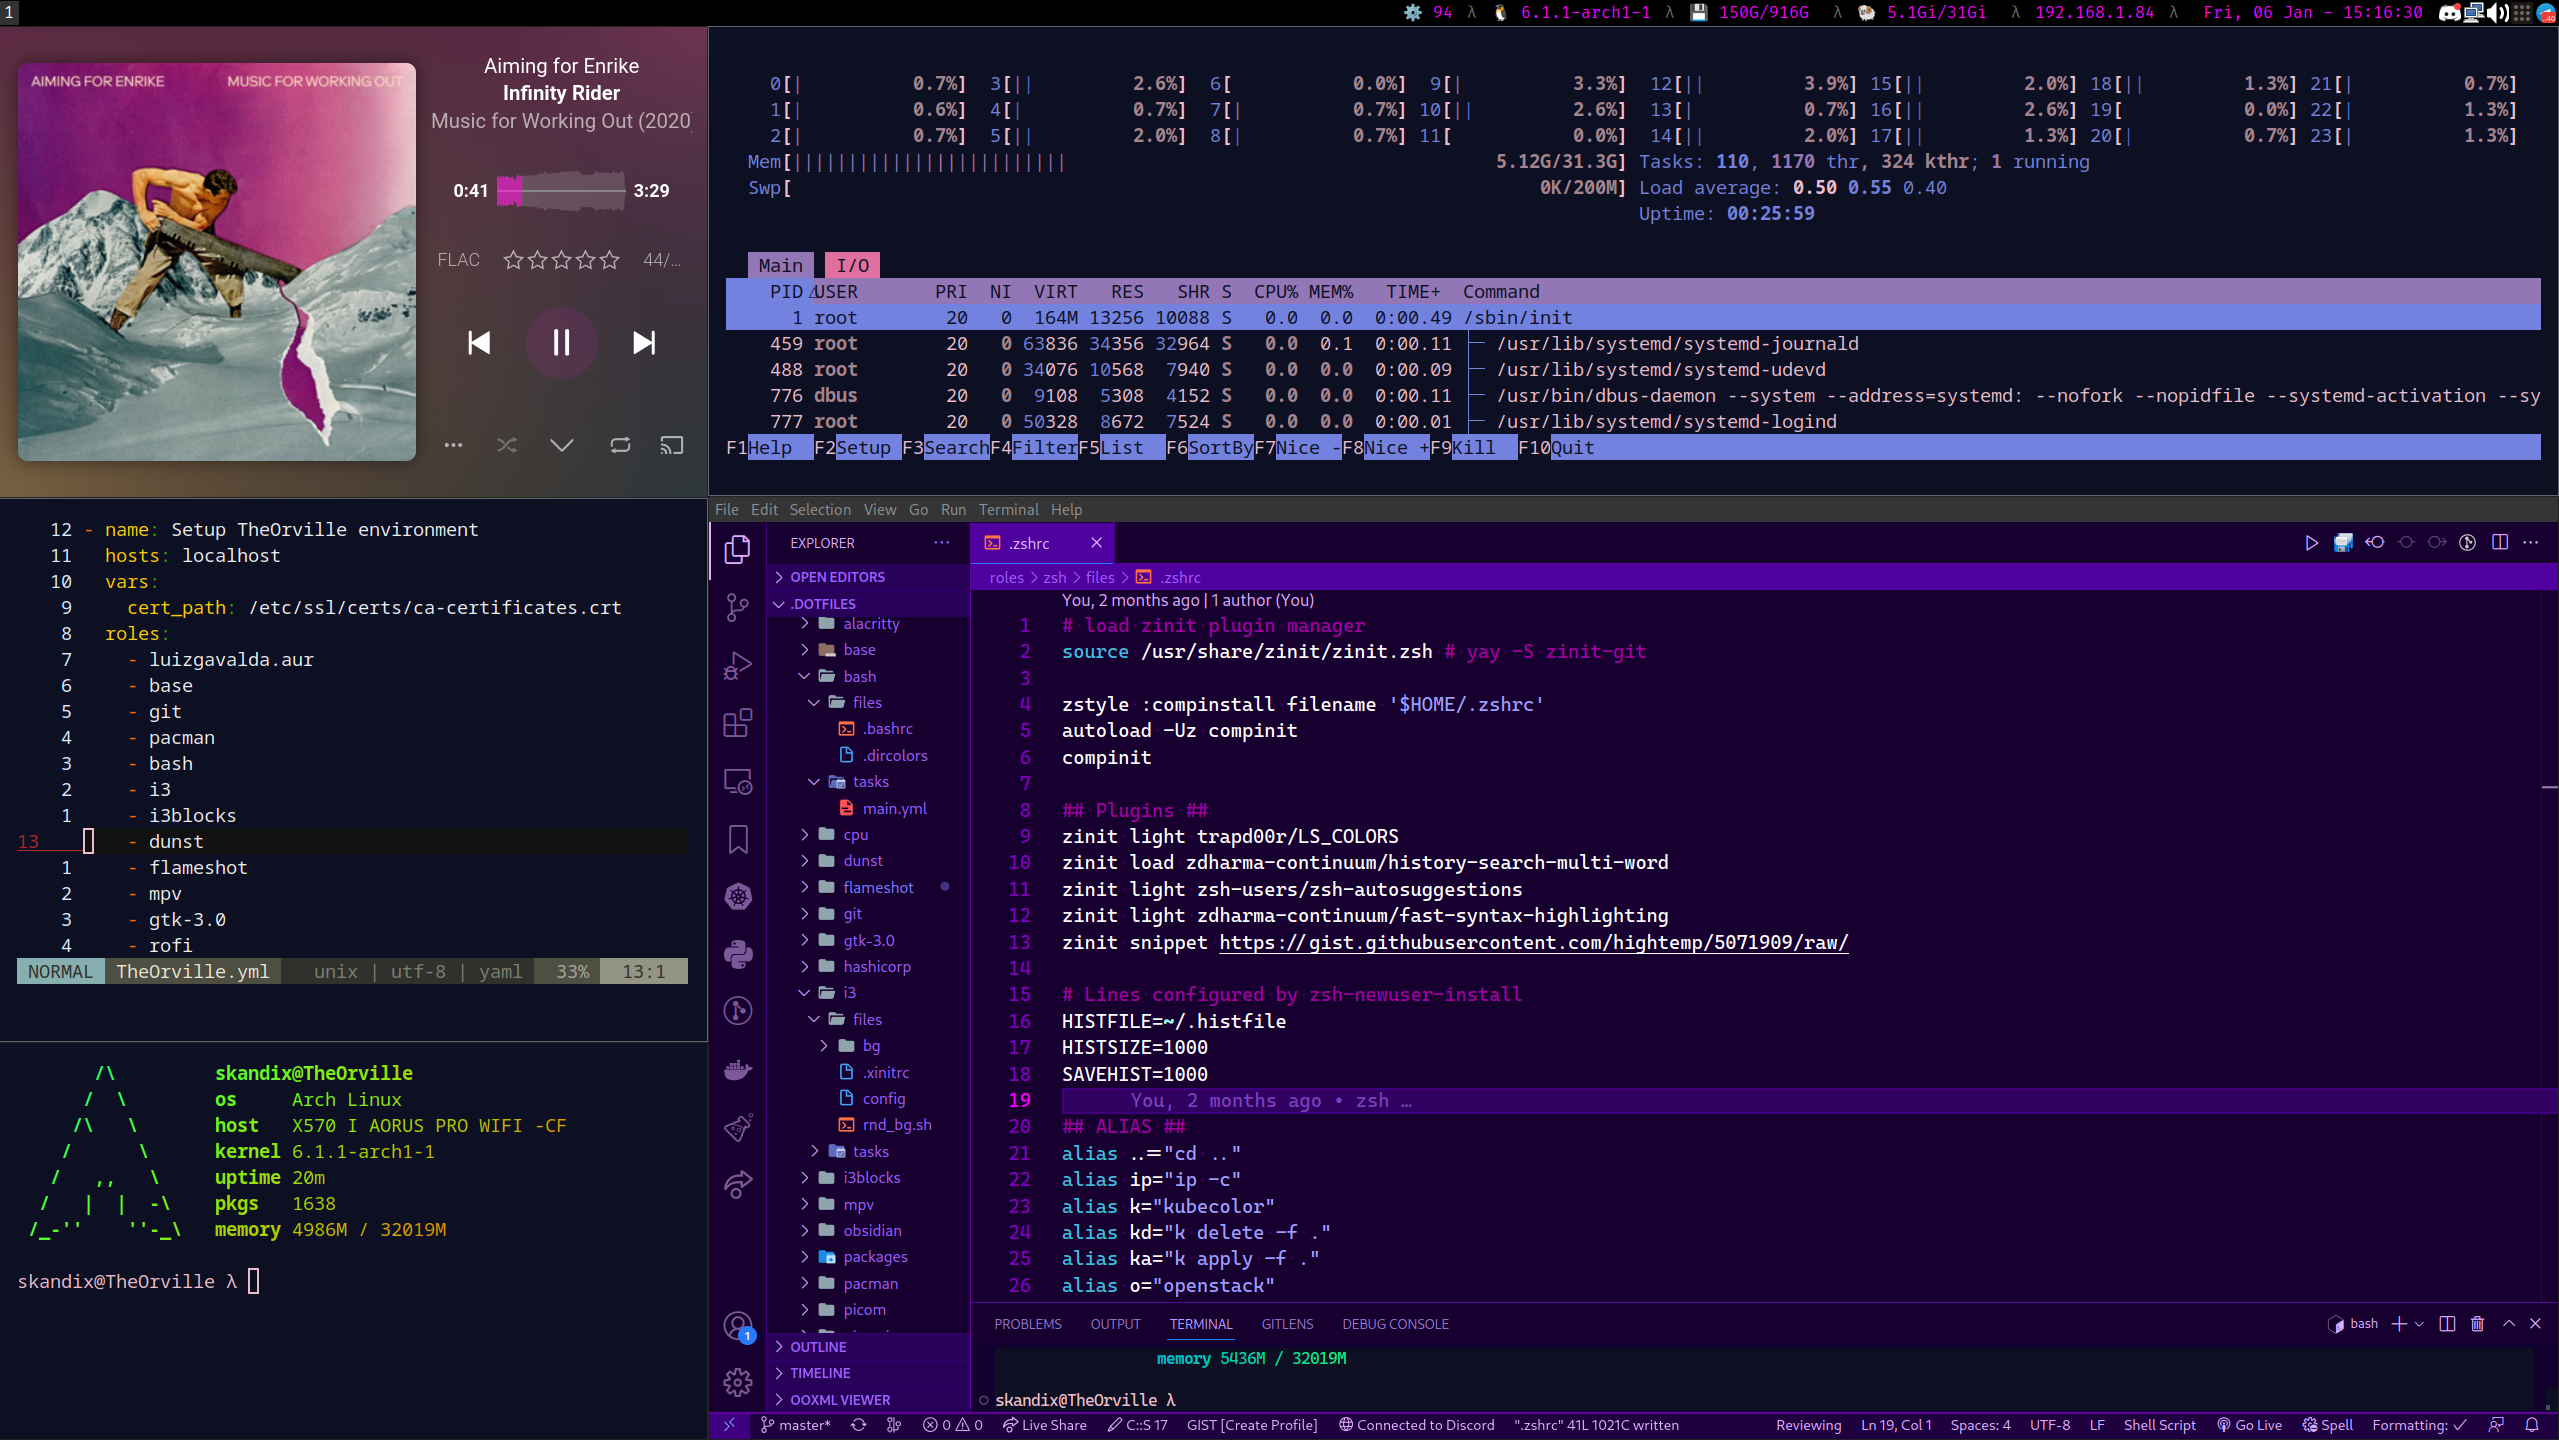 1
94 λ 6.1.1-arch1-1 λ 150G/916G λ 5.1Gi/31Gi λ 192.168.1.84 λ Fri, 06 Jan - 15:16:30
AIMING FOR ENRIKE MUSIC FOR WORKING OUT
Aiming for Enrike
Infinity Rider
Music for Working Out (2020)
0:41 3:29
FLAC 44/...
0[| 0.7%] 3[|| 2.6%] 6[ 0.0%] 9[| 3.3%] 12[|| 3.9%] 15[|| 2.0%] 18[|| 1.3%] 21[| 0.7%]
1[| 0.6%] 4[| 0.7%] 7[| 0.7%] 10[|| 2.6%] 13[| 0.7%] 16[|| 2.6%] 19[ 0.0%] 22[| 1.3%]
2[| 0.7%] 5[|| 2.0%] 8[| 0.7%] 11[ 0.0%] 14[|| 2.0%] 17[|| 1.3%] 20[| 0.7%] 23[| 1.3%]
Mem[||||||||||||||||||||||||| 5.12G/31.3G] Tasks: 110, 1170 thr, 324 kthr; 1 running
Swp[ 0K/200M] Load average: 0.50 0.55 0.40
Uptime: 00:25:59
Main I/O
PID △USER PRI NI VIRT RES SHR S CPU% MEM% TIME+ Command
1 root 20 0 164M 13256 10088 S 0.0 0.0 0:00.49 /sbin/init
459 root 20 0 63836 34356 32964 S 0.0 0.1 0:00.11 ├─ /usr/lib/systemd/systemd-journald
488 root 20 0 34076 10568 7940 S 0.0 0.0 0:00.09 ├─ /usr/lib/systemd/systemd-udevd
776 dbus 20 0 9108 5308 4152 S 0.0 0.0 0:00.11 ├─ /usr/bin/dbus-daemon --system --address=systemd: --nofork --nopidfile --systemd-activation --sy
777 root 20 0 50328 8672 7524 S 0.0 0.0 0:00.01 ├─ /usr/lib/systemd/systemd-logind
F1Help F2Setup F3SearchF4FilterF5List F6SortByF7Nice -F8Nice +F9Kill F10Quit
12 - name: Setup TheOrville environment
11 hosts: localhost
10 vars:
9 cert_path: /etc/ssl/certs/ca-certificates.crt
8 roles:
7 - luizgavalda.aur
6 - base
5 - git
4 - pacman
3 - bash
2 - i3
1 - i3blocks
13 - dunst
1 - flameshot
2 - mpv
3 - gtk-3.0
4 - rofi
NORMAL TheOrville.yml unix | utf-8 | yaml 33% 13:1
/\ skandix@TheOrville
/ \ os Arch Linux
/\ \ host X570 I AORUS PRO WIFI -CF
/ \ kernel 6.1.1-arch1-1
/ ,, \ uptime 20m
/ | | -\ pkgs 1638
/_-'' ''-_\ memory 4986M / 32019M
skandix@TheOrville λ
File Edit Selection View Go Run Terminal Help
EXPLORER ···
OPEN EDITORS
.DOTFILES
alacritty
base
bash
files
.bashrc
.dircolors
tasks
main.yml
cpu
dunst
flameshot
git
gtk-3.0
hashicorp
i3
files
bg
.xinitrc
config
rnd_bg.sh
tasks
i3blocks
mpv
obsidian
packages
pacman
picom
OUTLINE
TIMELINE
OOXML VIEWER
1
.zshrc
roles > zsh > files > .zshrc
You, 2 months ago | 1 author (You)
1 # load zinit plugin manager
2 source /usr/share/zinit/zinit.zsh # yay -S zinit-git
3
4 zstyle :compinstall filename '$HOME/.zshrc'
5 autoload -Uz compinit
6 compinit
7
8 ## Plugins ##
9 zinit light trapd00r/LS_COLORS
10 zinit load zdharma-continuum/history-search-multi-word
11 zinit light zsh-users/zsh-autosuggestions
12 zinit light zdharma-continuum/fast-syntax-highlighting
13 zinit snippet https://gist.githubusercontent.com/hightemp/5071909/raw/
14
15 # Lines configured by zsh-newuser-install
16 HISTFILE=~/.histfile
17 HISTSIZE=1000
18 SAVEHIST=1000
19 You, 2 months ago • zsh …
20 ## ALIAS ##
21 alias ..="cd .."
22 alias ip="ip -c"
23 alias k="kubecolor"
24 alias kd="k delete -f ."
25 alias ka="k apply -f ."
26 alias o="openstack"
PROBLEMS OUTPUT TERMINAL GITLENS DEBUG CONSOLE bash
memory 5436M / 32019M
skandix@TheOrville λ
master* 0 0 Live Share C::S 17 GIST [Create Profile] Connected to Discord ".zshrc" 41L 1021C written Reviewing Ln 19, Col 1 Spaces: 4 UTF-8 LF Shell Script Go Live Spell Formatting: ✓